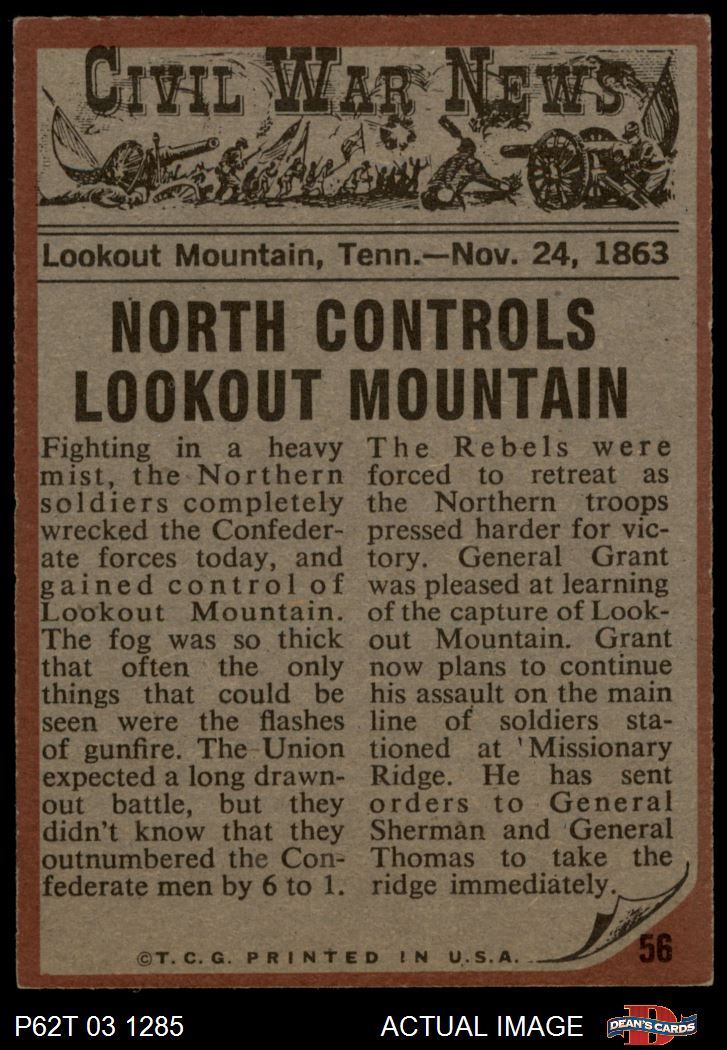 CIVIL WAR NEWS
Lookout Mountain, Tenn.—Nov. 24, 1863
NORTH CONTROLS
LOOKOUT MOUNTAIN
Fighting in a heavy
mist, the Northern
soldiers completely
wrecked the Confeder-
ate forces today, and
gained control of
Lookout Mountain.
The fog was so thick
that often the only
things that could be
seen were the flashes
of gunfire. The Union
expected a long drawn-
out battle, but they
didn't know that they
outnumbered the Con-
federate men by 6 to 1.
The Rebels were
forced to retreat as
the Northern troops
pressed harder for vic-
tory. General Grant
was pleased at learning
of the capture of Look-
out Mountain. Grant
now plans to continue
his assault on the main
line of soldiers sta-
tioned at 'Missionary
Ridge. He has sent
orders to General
Sherman and General
Thomas to take the
ridge immediately.
©T.C.G. PRINTED IN U.S.A.
56
P62T 03 1285
ACTUAL IMAGE
D
DEAN'S CARDS